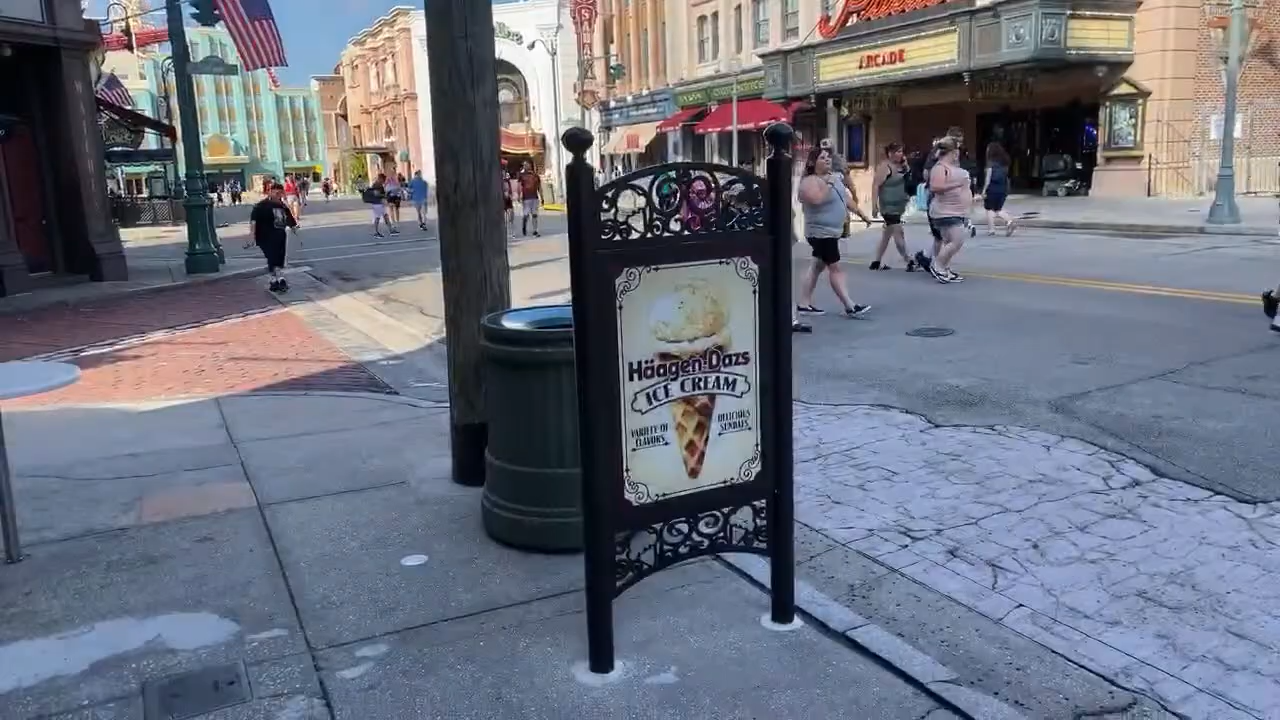 ARCADE
Häagen-Dazs
ICE CREAM
VARIETY OF
FLAVORS
DELICIOUS
SUNDAES